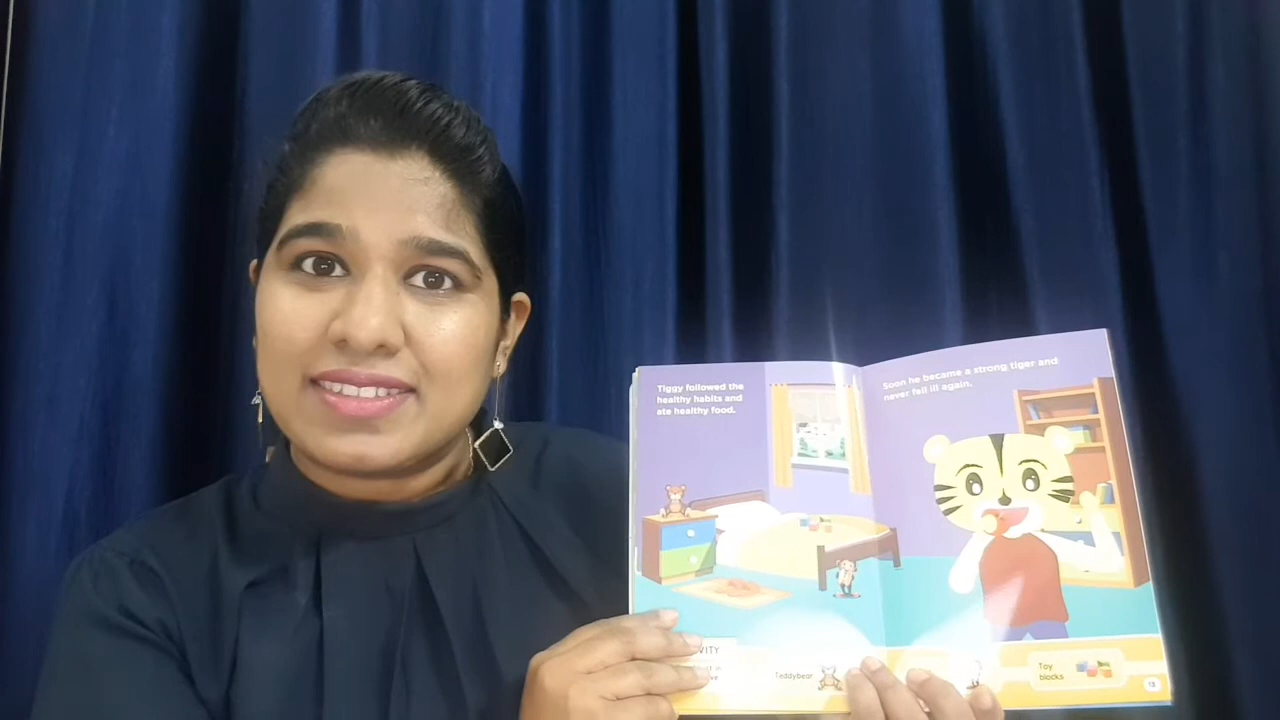 Tiggy followed the
healthy habits and
ate healthy food.
Soon he became a strong tiger and
never fell ill again.
Teddybear
Toy
blocks
13